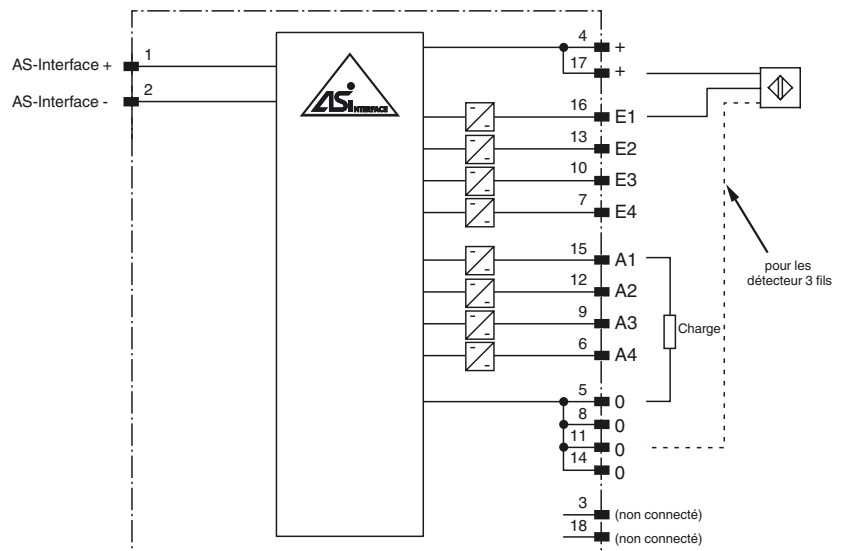 AS-Interface +
1
AS-Interface -
2
ASi INTERFACE
4
+
17
+
16
E1
13
E2
10
E3
7
E4
15
A1
12
A2
9
A3
6
A4
Charge
pour les
détecteur 3 fils
5
0
8
0
11
0
14
0
3
(non connecté)
18
(non connecté)